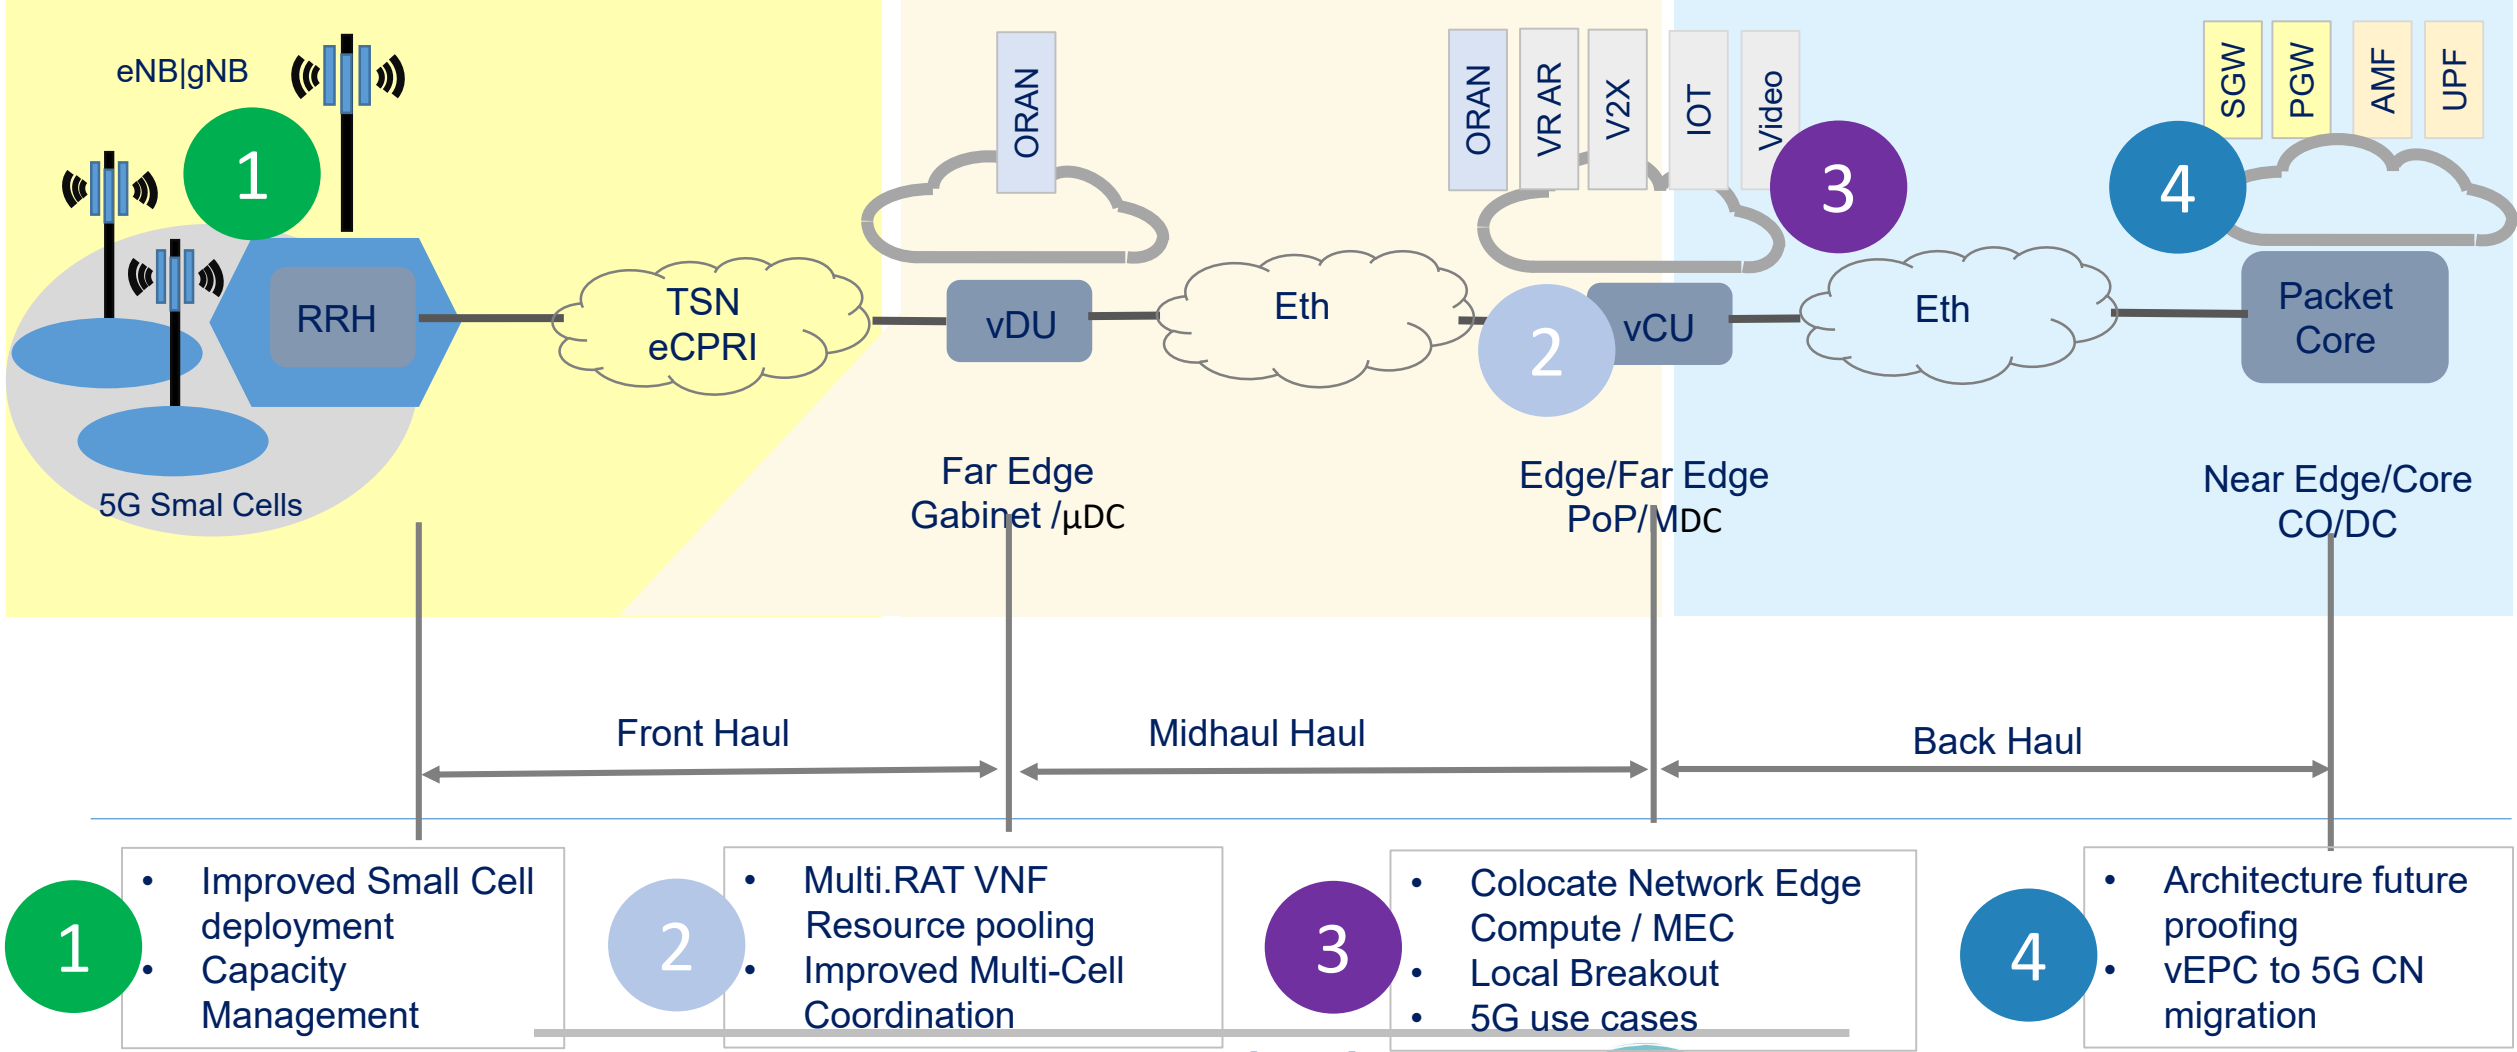 eNB|gNB
1
RRH
5G Smal Cells
TSN
eCPRI
ORAN
vDU
Far Edge
Gabinet /µDC
Eth
ORAN
VR AR
V2X
IOT
Video
3
2
vCU
Edge/Far Edge
PoP/MDC
Eth
4
SGW
PGW
AMF
UPF
Packet
Core
Near Edge/Core
CO/DC
Front Haul
Midhaul Haul
Back Haul
1
• Improved Small Cell
deployment
• Capacity
Management
2
• Multi.RAT VNF
Resource pooling
• Improved Multi-Cell
Coordination
3
• Colocate Network Edge
Compute / MEC
• Local Breakout
• 5G use cases
4
• Architecture future
proofing
• vEPC to 5G CN
migration